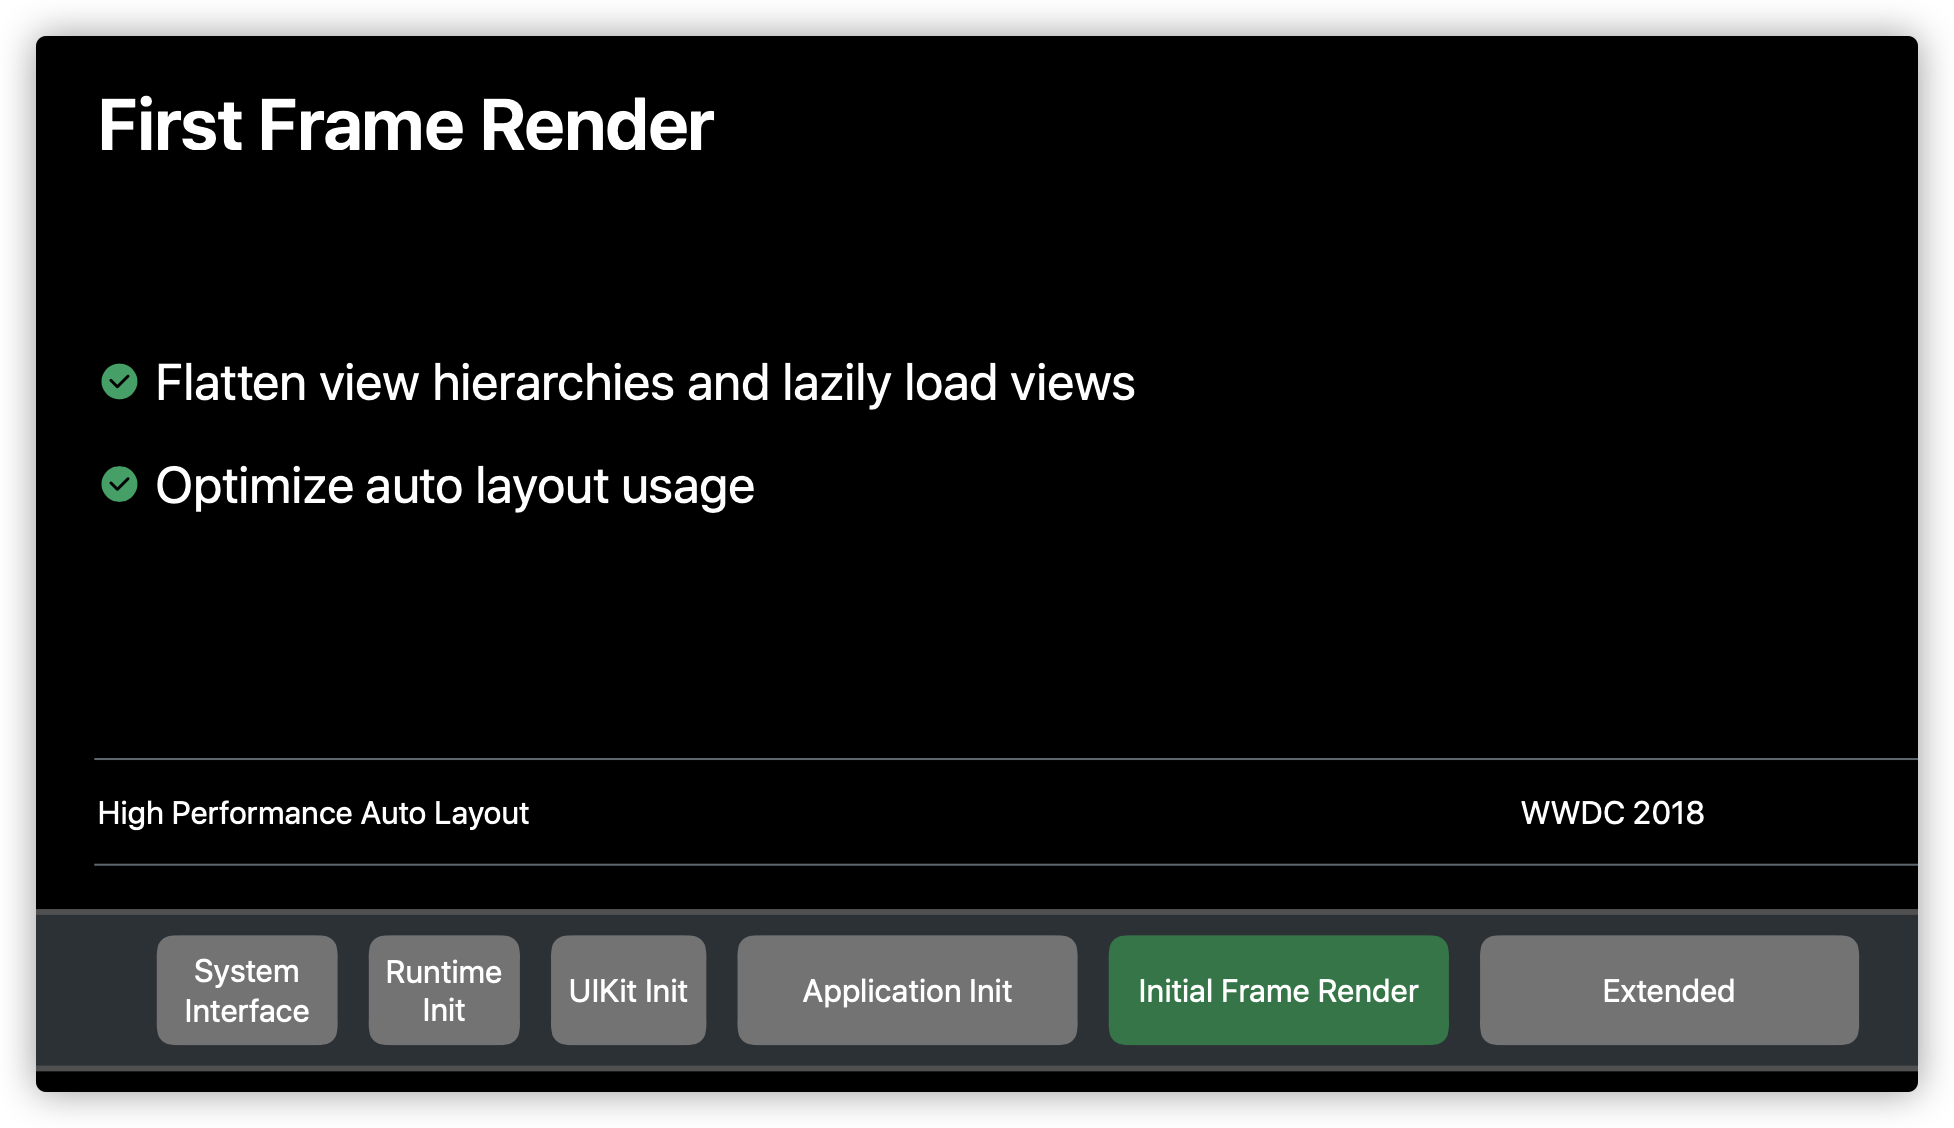 First Frame Render
Flatten view hierarchies and lazily load views
Optimize auto layout usage
High Performance Auto Layout
WWDC 2018
System
Interface
Runtime
Init
UIKit Init
Application Init
Initial Frame Render
Extended